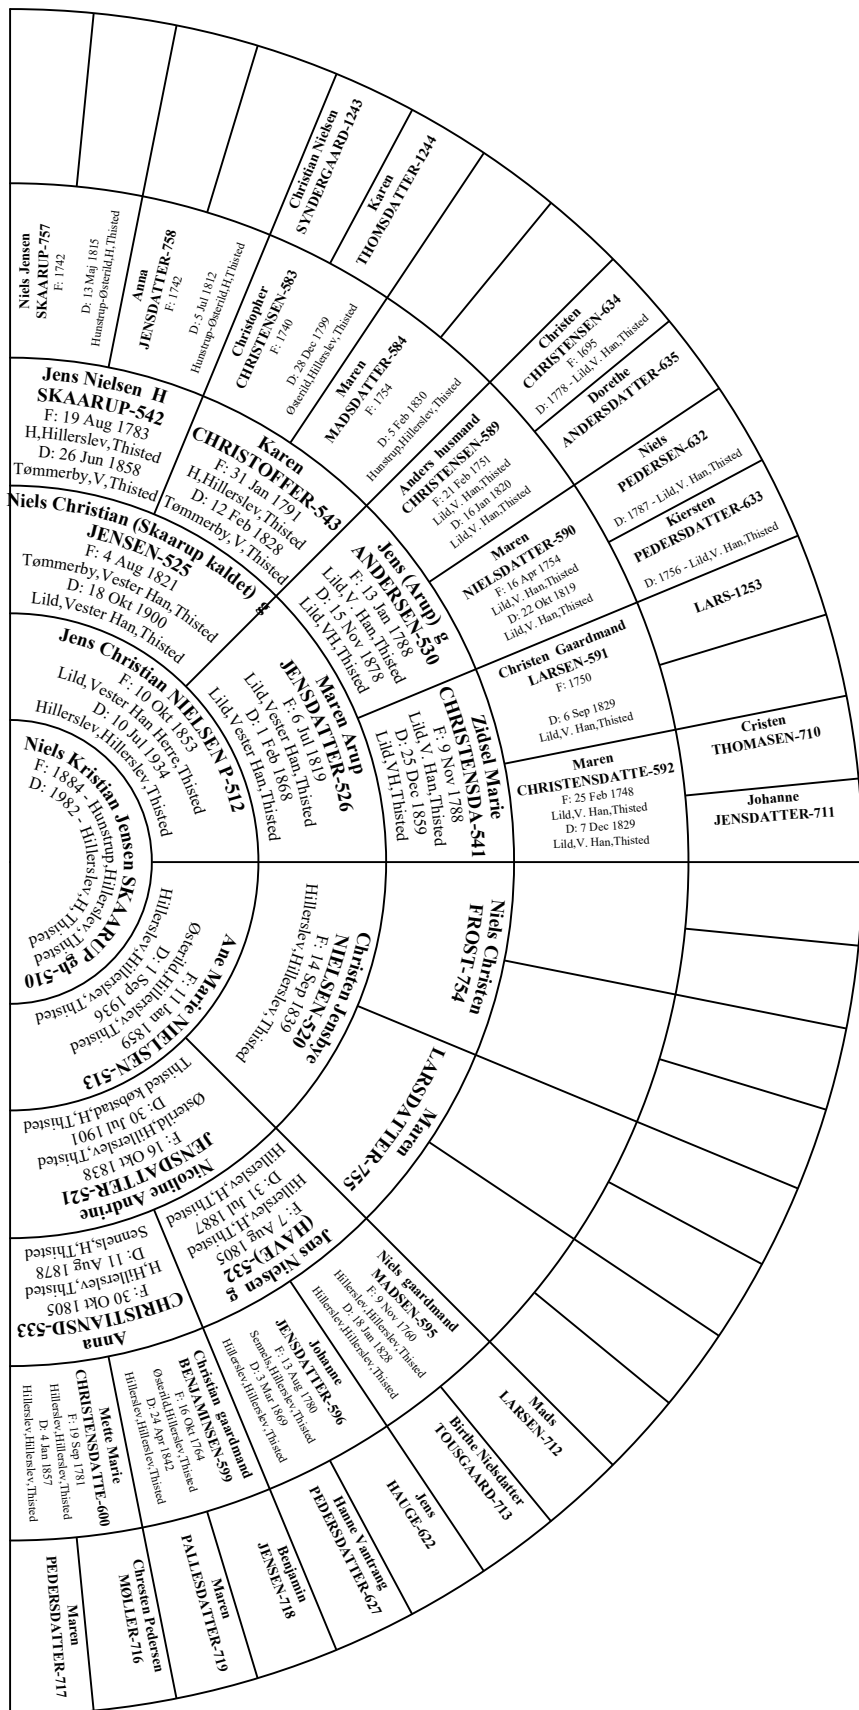 Niels Kristian Jensen SKAARUP gh-510
F: 1884 - Hunstrup,Hillerslev,Thisted
D: 1982 - Hillerslev,H,Thisted
Jens Christian NIELSEN P-512
F: 10 Okt 1853
Lild,Vester Han Herre,Thisted
D: 10 Jul 1934
Hillerslev,Hillerslev,Thisted
Ane Marie NIELSEN-513
F: 11 Jan 1859
Østerild,Hillerslev,Thisted
D: 1 Sep 1936
Hillerslev,Hillerslev,Thisted
Niels Christian (Skaarup kaldet) g
JENSEN-525
F: 4 Aug 1821
Tømmerby,Vester Han,Thisted
D: 18 Okt 1900
Lild,Vester Han,Thisted
Maren Arup
JENSDATTER-526
F: 6 Jul 1819
Lild,Vester Han,Thisted
D: 1 Feb 1868
Lild,Vester Han,Thisted
Christen Jensbye
NIELSEN-520
F: 14 Sep 1839
Hillerslev,Hillerslev,Thisted
Nicoline Andrine
JENSDATTER-521
F: 16 Okt 1838
Østerild,Hillerslev,Thisted
D: 30 Jul 1901
Thisted købstad,H,Thisted
Jens Nielsen H
SKAARUP-542
F: 19 Aug 1783
H,Hillerslev,Thisted
D: 26 Jun 1858
Tømmerby,V,Thisted
Karen
CHRISTOFFER-543
F: 31 Jan 1791
H,Hillerslev,Thisted
D: 12 Feb 1828
Tømmerby,V,Thisted
Jens (Arup) g
ANDERSEN-530
F: 13 Jan 1788
Lild,V. Han,Thisted
D: 15 Nov 1878
Lild,VH,Thisted
Zidsel Marie
CHRISTENSDA-541
F: 9 Nov 1788
Lild,V. Han,Thisted
D: 25 Dec 1859
Lild,VH,Thisted
Niels Christen
FROST-754
Maren
LARSDATTER-755
Jens Nielsen g
(HAVE)-532
F: 7 Aug 1805
Hillerslev,H,Thisted
D: 31 Jul 1887
Hillerslev,H,Thisted
Anna
CHRISTIANSD-533
F: 30 Okt 1805
H,Hillerslev,Thisted
D: 11 Aug 1878
Sennels,H,Thisted
Niels Jensen
SKAARUP-757
F: 1742
D: 13 Maj 1815
Hunstrup-Østerild,H,Thisted
Anna
JENSDATTER-758
F: 1742
D: 5 Jul 1812
Hunstrup-Østerild,H,Thisted
Christopher
CHRISTENSEN-583
F: 1740
D: 28 Dec 1799
Østerild,Hillerslev,Thisted
Maren
MADSDATTER-584
F: 1754
D: 5 Feb 1830
Hunstrup,Hillerslev,Thisted
Anders husmand
CHRISTENSEN-589
F: 21 Feb 1751
Lild,V. Han,Thisted
D: 16 Jan 1820
Lild,V. Han,Thisted
Maren
NIELSDATTER-590
F: 16 Apr 1754
Lild,V. Han,Thisted
D: 22 Okt 1819
Lild,V. Han,Thisted
Christen Gaardmand
LARSEN-591
F: 1750
D: 6 Sep 1829
Lild,V. Han,Thisted
Maren
CHRISTENSDATTE-592
F: 25 Feb 1748
Lild,V. Han,Thisted
D: 7 Dec 1829
Lild,V. Han,Thisted
Niels gaardmand
MADSEN-595
F: 9 Nov 1760
Hillerslev,Hillerslev,Thisted
D: 18 Jan 1828
Hillerslev,Hillerslev,Thisted
Johanne
JENSDATTER-596
F: 13 Aug 1780
Sennels,Hillerslev,Thisted
D: 3 Mar 1869
Hillerslev,Hillerslev,Thisted
Christian gaardmand
BENJAMINSEN-599
F: 16 Okt 1764
Østerild,Hillerslev,Thisted
D: 24 Apr 1842
Hillerslev,Hillerslev,Thisted
Mette Marie
CHRISTENSDATTE-600
F: 19 Sep 1781
Hillerslev,Hillerslev,Thisted
D: 4 Jan 1857
Hillerslev,Hillerslev,Thisted
Christian Nielsen
SYNDERGAARD-1243
Karen
THOMSDATTER-1244
Christen
CHRISTENSEN-634
F: 1695
D: 1778 - Lild,V. Han,Thisted
Dorethe
ANDERSDATTER-635
Niels
PEDERSEN-632
D: 1787 - Lild,V. Han,Thisted
Kiersten
PEDERSDATTER-633
D: 1756 - Lild,V. Han,Thisted
LARS-1253
Cristen
THOMASEN-710
Johanne
JENSDATTER-711
Mads
LARSEN-712
Birthe Nielsdatter
TOUSGAARD-713
Jens
HAUGE-622
Hanne Vantrang
PEDERSDATTER-627
Benjamin
JENSEN-718
Maren
PALLESDATTER-719
Chresten Pedersen
MØLLER-716
Maren
PEDERSDATTER-717